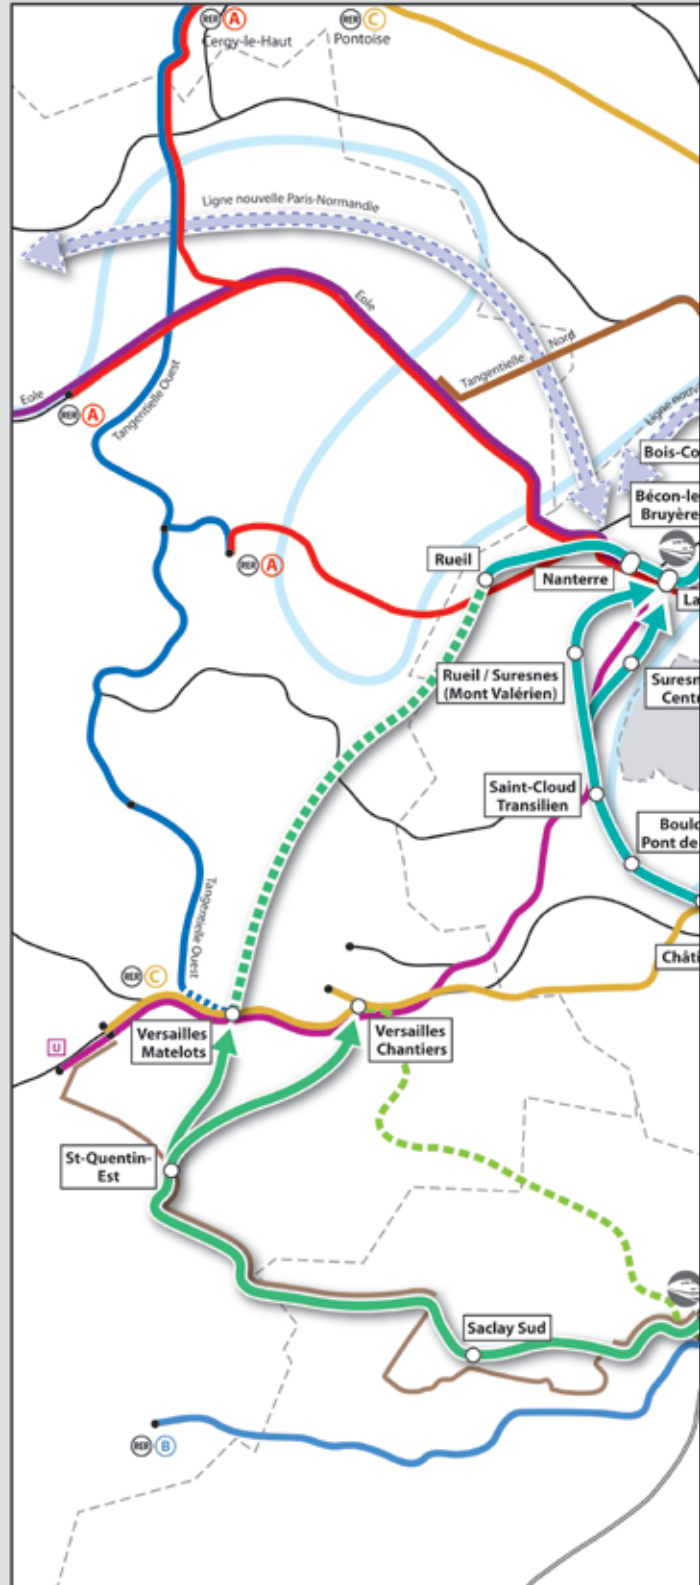 RER A
Cergy-le-Haut
RER C
Pontoise
Ligne nouvelle Paris-Normandie
Eole
Tangentielle Nord
Eole
RER A
Tangentielle Ouest
Ligne nouv
Bois-Co
Bécon-le
Bruyère
Rueil
RER A
Nanterre
La
Rueil / Suresnes
(Mont Valérien)
Suresn
Centr
Saint-Cloud
Transilien
Boulo
Pont de
Tangentielle Ouest
Châti
RER C
U
Versailles
Matelots
Versailles
Chantiers
St-Quentin-
Est
Saclay Sud
RER B